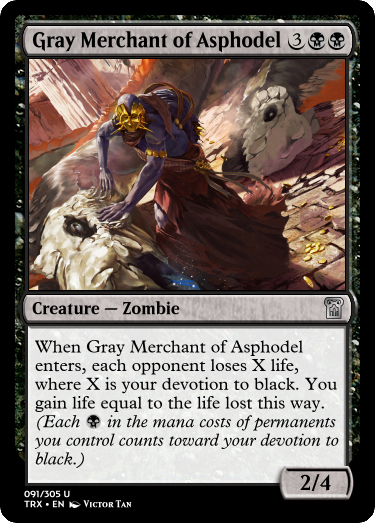 Gray Merchant of Asphodel 3
Creature — Zombie
When Gray Merchant of Asphodel
enters, each opponent loses X life,
where X is your devotion to black. You
gain life equal to the life lost this way.
(Each in the mana costs of permanents
you control counts toward your devotion to
black.)
2/4
091/305 U
TRX • EN Victor Tan